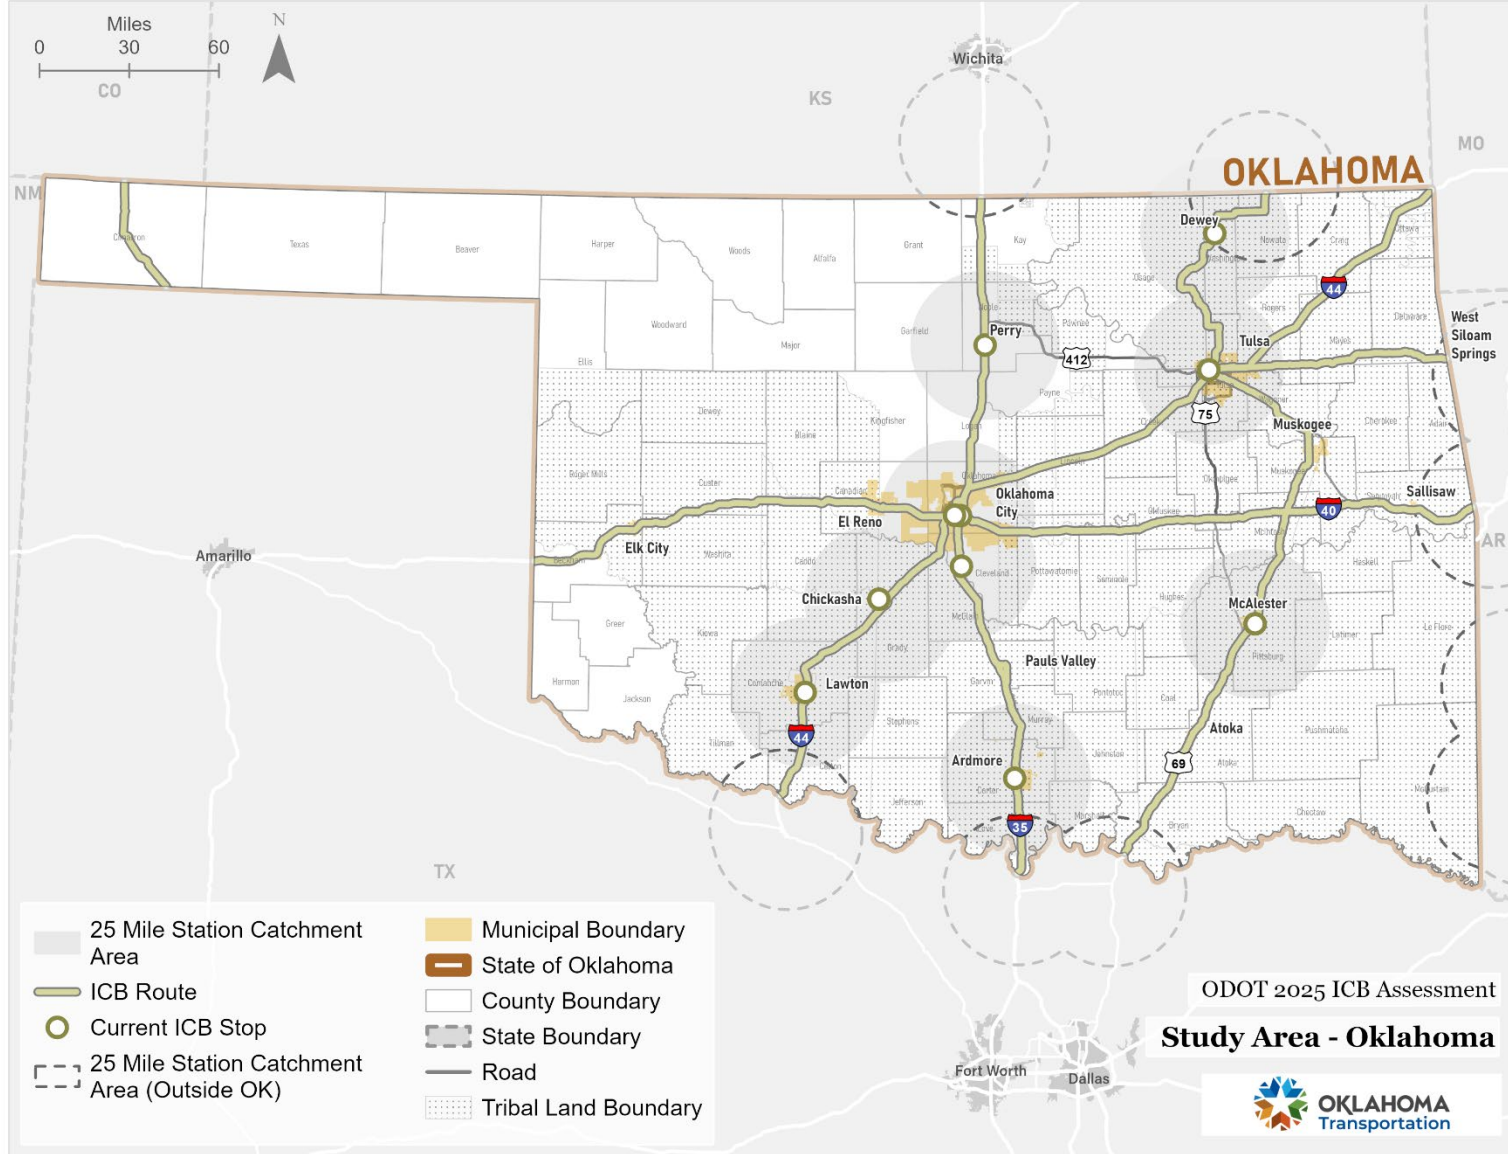 Miles
0 30 60
N
CO
KS
MO
NM
Wichita
OKLAHOMA
Dewey
Cimarron
Texas
Beaver
Harper
Woods
Alfalfa
Grant
Kay
Osage
Washington
Nowata
Craig
Ottawa
44
Woodward
Major
Garfield
Noble
Perry
Pawnee
412
Rogers
Tulsa
Mayes
Delaware
West
Siloam
Springs
Ellis
Dewey
Blaine
Kingfisher
Logan
Payne
Creek
75
Wagoner
Muskogee
Cherokee
Adair
Roger Mills
Custer
Canadian
Oklahoma
Lincoln
Okmulgee
Muskogee
Sequoyah
Sallisaw
El Reno
Oklahoma
City
Okfuskee
40
McIntosh
AR
Amarillo
Elk City
Beckham
Washita
Caddo
Cleveland
Pottawatomie
Seminole
Hughes
Haskell
Chickasha
McClain
McAlester
Greer
Kiowa
Grady
Pittsburg
Latimer
Le Flore
Harmon
Jackson
Comanche
Lawton
Pauls Valley
Garvin
Pontotoc
Coal
44
Tillman
Cotton
Stephens
Murray
Johnston
Atoka
Atoka
Pushmataha
Ardmore
Carter
69
Jefferson
Love
35
Marshall
Bryan
Choctaw
McCurtain
TX
25 Mile Station Catchment
Area
ICB Route
Current ICB Stop
25 Mile Station Catchment
Area (Outside OK)
Municipal Boundary
State of Oklahoma
County Boundary
State Boundary
Road
Tribal Land Boundary
Fort Worth
Dallas
ODOT 2025 ICB Assessment
Study Area - Oklahoma
OKLAHOMA
Transportation